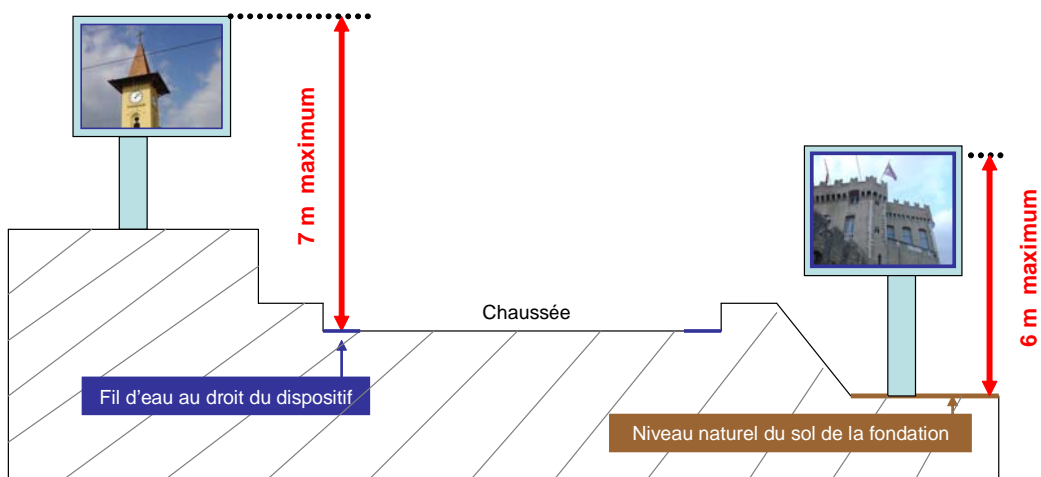 7 m maximum
6 m maximum
Chaussée
Fil d'eau au droit du dispositif
Niveau naturel du sol de la fondation